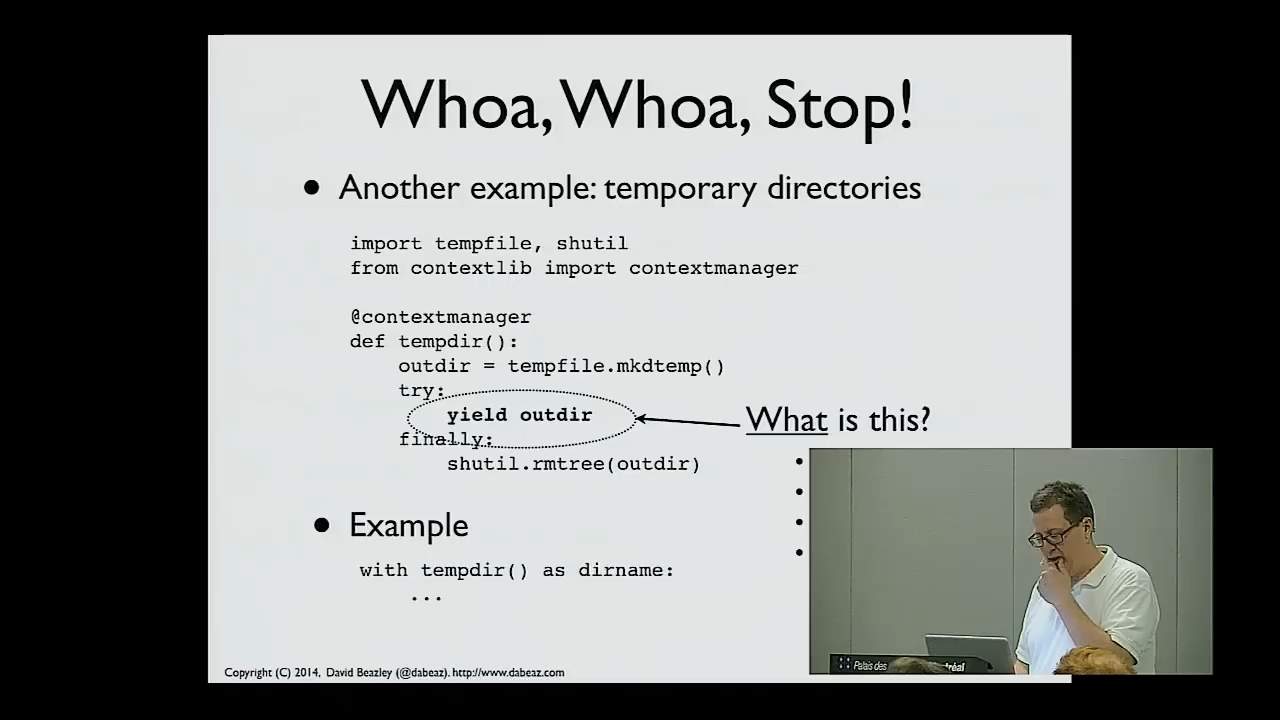 Whoa, Whoa, Stop!
• Another example: temporary directories
import tempfile, shutil
from contextlib import contextmanager
@contextmanager
def tempdir():
    outdir = tempfile.mkdtemp()
    try:
        yield outdir
    finally:
        shutil.rmtree(outdir)
What is this?
•
•
•
•
• Example
with tempdir() as dirname:
    ...
Copyright (C) 2014, David Beazley (@dabeaz). http://www.dabeaz.com
Palais des